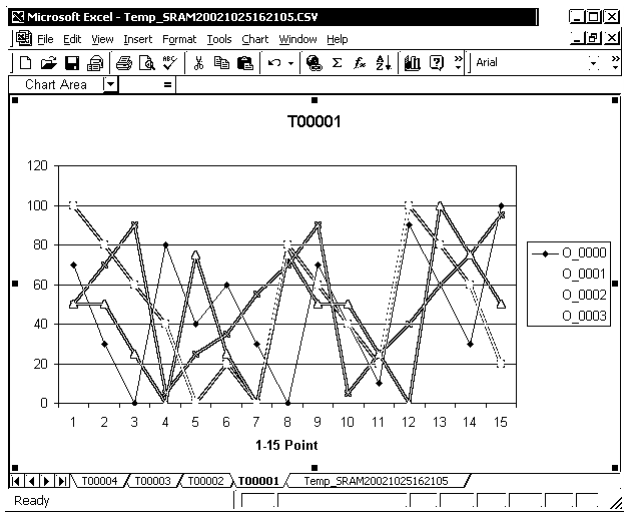 Microsoft Excel - Temp_SRAM20021025162105.CSV
File Edit View Insert Format Tools Chart Window Help
Arial
Chart Area =
T00001
120
100
80
60
40
20
0
1 2 3 4 5 6 7 8 9 10 11 12 13 14 15
1-15 Point
O_0000
O_0001
O_0002
O_0003
T00004 T00003 T00002 T00001 Temp_SRAM20021025162105
Ready